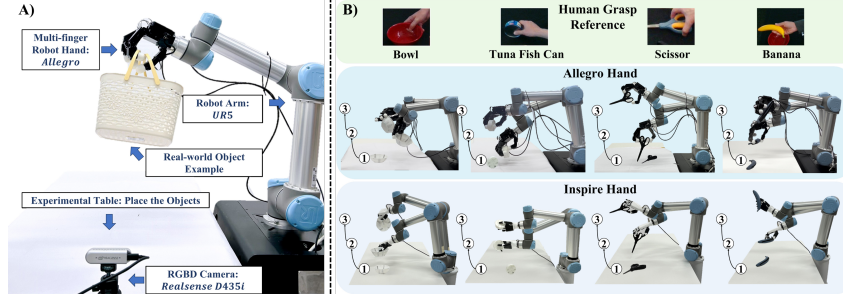 A)
Multi-finger
Robot Hand:
Allegro
Robot Arm:
UR5
Real-world Object
Example
Experimental Table: Place the Objects
RGBD Camera:
Realsense D435i
B)
Human Grasp
Reference
Bowl
Tuna Fish Can
Scissor
Banana
Allegro Hand
3 3 3 3
2 2 2 2
1 1 1 1
Inspire Hand
3 3 3 3
2 2 2 2
1 1 1 1